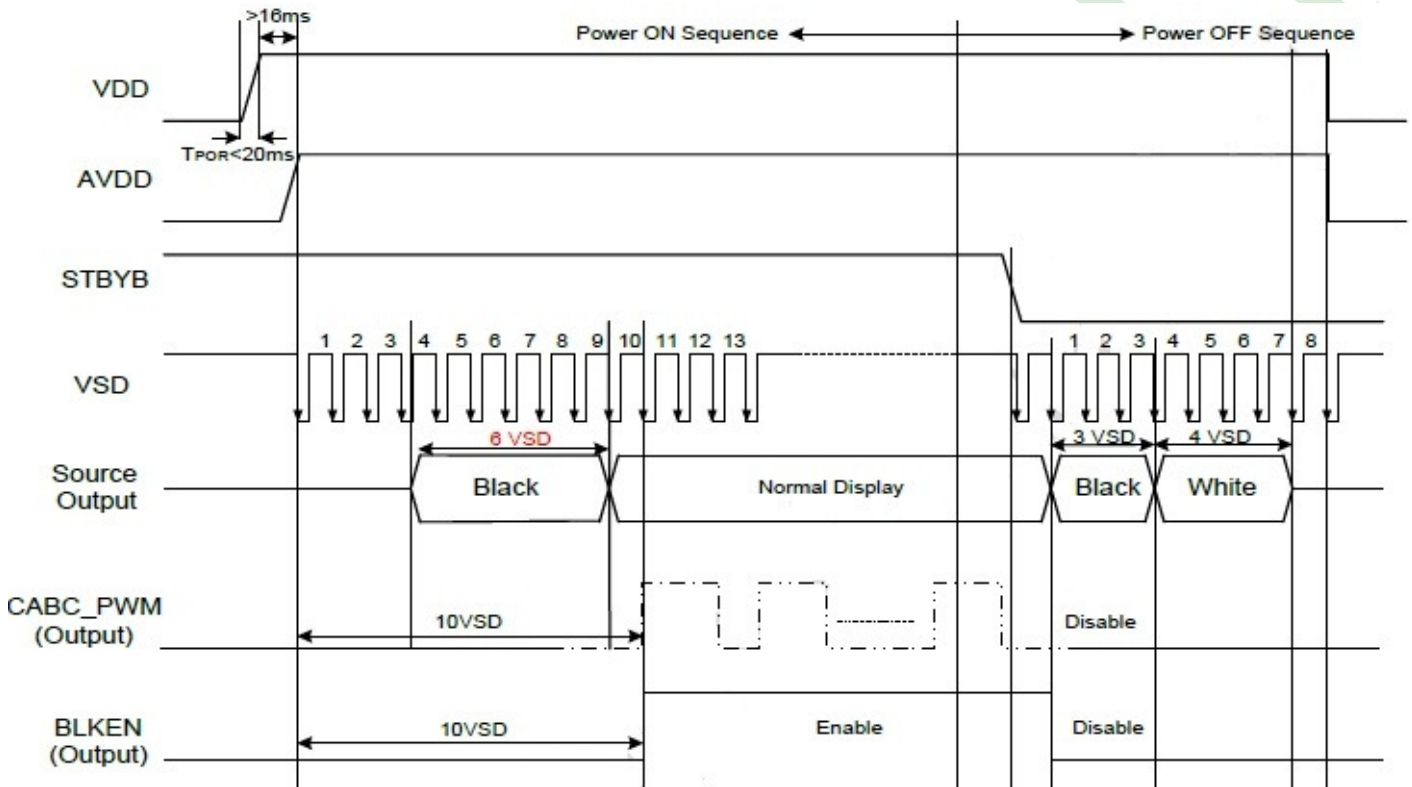 >16ms
Power ON Sequence
Power OFF Sequence
VDD
TPOR<20ms
AVDD
STBYB
1 2 3 4 5 6 7 8 9 10 11 12 13 1 2 3 4 5 6 7 8
VSD
6 VSD
3 VSD
4 VSD
Source
Output
Black
Normal Display
Black
White
CABC_PWM
(Output)
10VSD
Disable
BLKEN
(Output)
10VSD
Enable
Disable